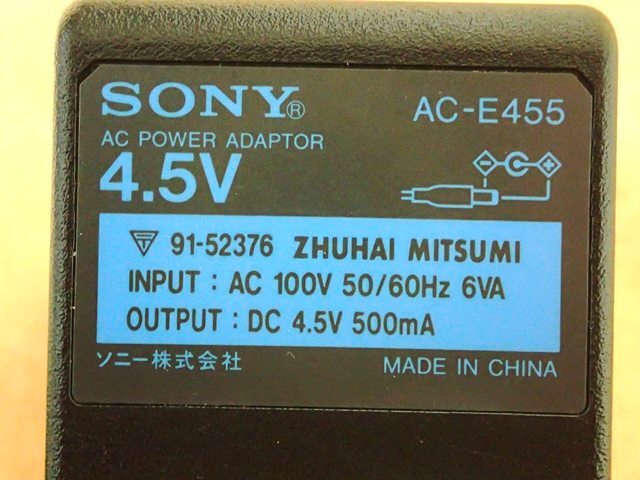 SONY® AC-E455
AC POWER ADAPTOR
4.5V
91-52376 ZHUHAI MITSUMI
INPUT : AC 100V 50/60Hz 6VA
OUTPUT : DC 4.5V 500mA
ソニー株式会社 MADE IN CHINA